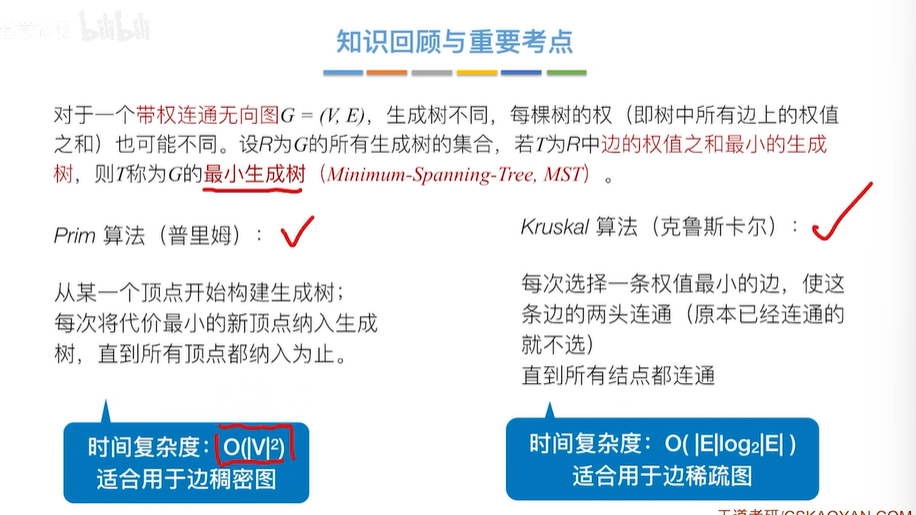 知识回顾与重要考点
对于一个带权连通无向图G = (V, E)，生成树不同，每棵树的权（即树中所有边上的权值
之和）也可能不同。设R为G的所有生成树的集合，若T为R中边的权值之和最小的生成
树，则T称为G的最小生成树（Minimum-Spanning-Tree, MST）。
Prim 算法（普里姆）：
从某一个顶点开始构建生成树；
每次将代价最小的新顶点纳入生成
树，直到所有顶点都纳入为止。
时间复杂度：O(|V|²)
适合用于边稠密图
Kruskal 算法（克鲁斯卡尔）：
每次选择一条权值最小的边，使这
条边的两头连通（原本已经连通的
就不选）
直到所有结点都连通
时间复杂度：O( |E|log₂|E| )
适合用于边稀疏图
王道考研/CSKAOYAN.COM